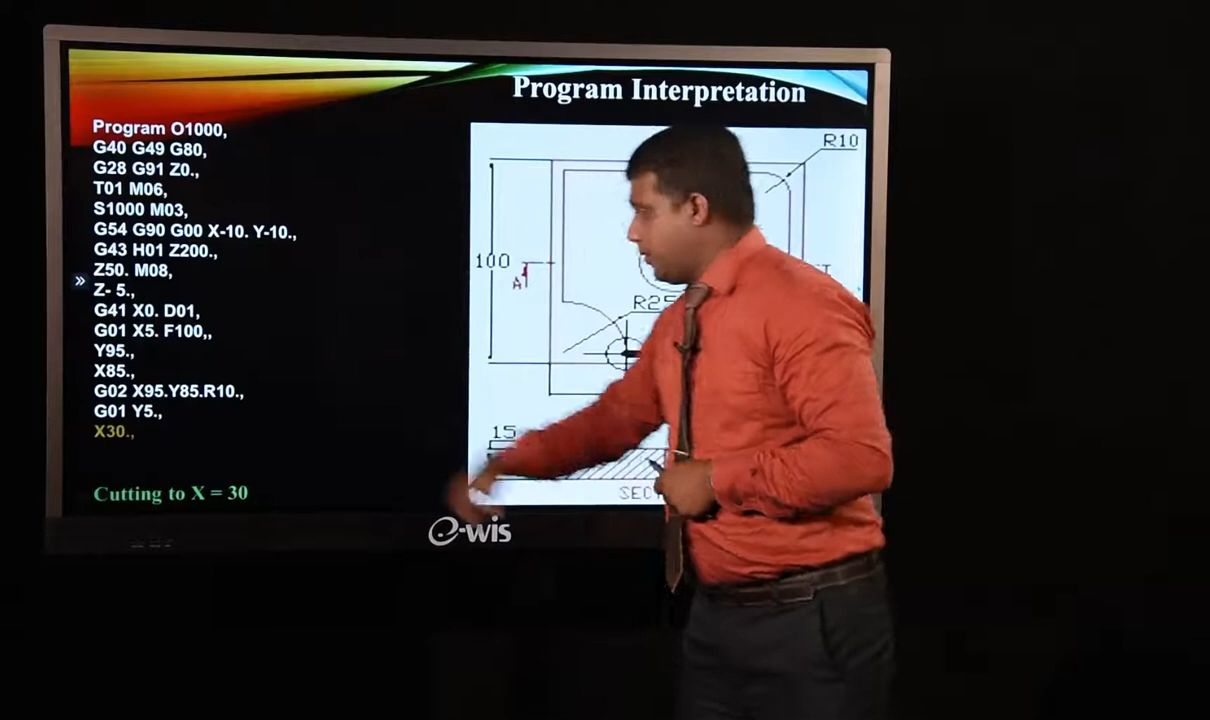 Program Interpretation
Program O1000,
G40 G49 G80,
G28 G91 Z0.,
T01 M06,
S1000 M03,
G54 G90 G00 X-10. Y-10.,
G43 H01 Z200.,
Z50. M08,
»
Z- 5.,
G41 X0. D01,
G01 X5. F100,,
Y95.,
X85.,
G02 X95.Y85.R10.,
G01 Y5.,
X30.,
Cutting to X = 30
R10
100
A
R25
15
e-wis